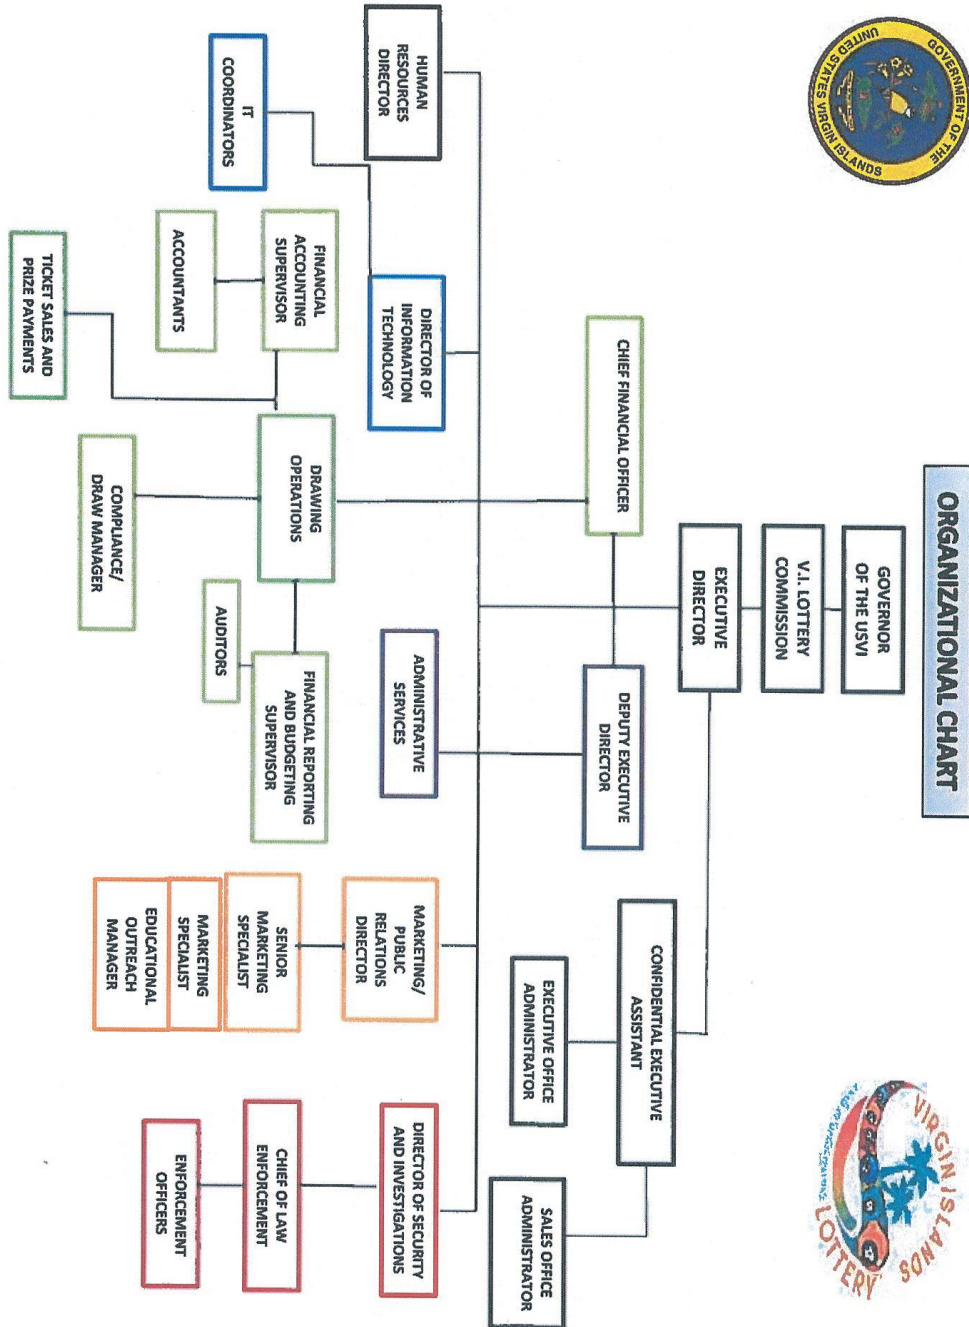 GOVERNMENT OF THE
UNITED STATES VIRGIN ISLANDS
ORGANIZATIONAL CHART
VIRGIN ISLANDS
LOTTERY
GOVERNOR
OF THE USVI
V.I. LOTTERY
COMMISSION
EXECUTIVE
DIRECTOR
CONFIDENTIAL EXECUTIVE
ASSISTANT
CHIEF FINANCIAL OFFICER
DEPUTY EXECUTIVE
DIRECTOR
EXECUTIVE OFFICE
ADMINISTRATOR
SALES OFFICE
ADMINISTRATOR
HUMAN
RESOURCES
DIRECTOR
DIRECTOR OF
INFORMATION
TECHNOLOGY
ADMINISTRATIVE
SERVICES
MARKETING/
PUBLIC
RELATIONS
DIRECTOR
DIRECTOR OF SECURITY
AND INVESTIGATIONS
IT
COORDINATORS
FINANCIAL
ACCOUNTING
SUPERVISOR
DRAWING
OPERATIONS
FINANCIAL REPORTING
AND BUDGETING
SUPERVISOR
SENIOR
MARKETING
SPECIALIST
CHIEF OF LAW
ENFORCEMENT
ACCOUNTANTS
AUDITORS
MARKETING
SPECIALIST
ENFORCEMENT
OFFICERS
COMPLIANCE/
DRAW MANAGER
EDUCATIONAL
OUTREACH
MANAGER
TICKET SALES AND
PRIZE PAYMENTS